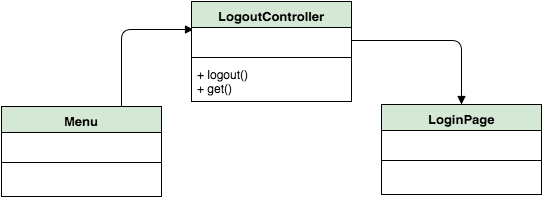 LogoutController
+ logout()
+ get()
Menu
LoginPage